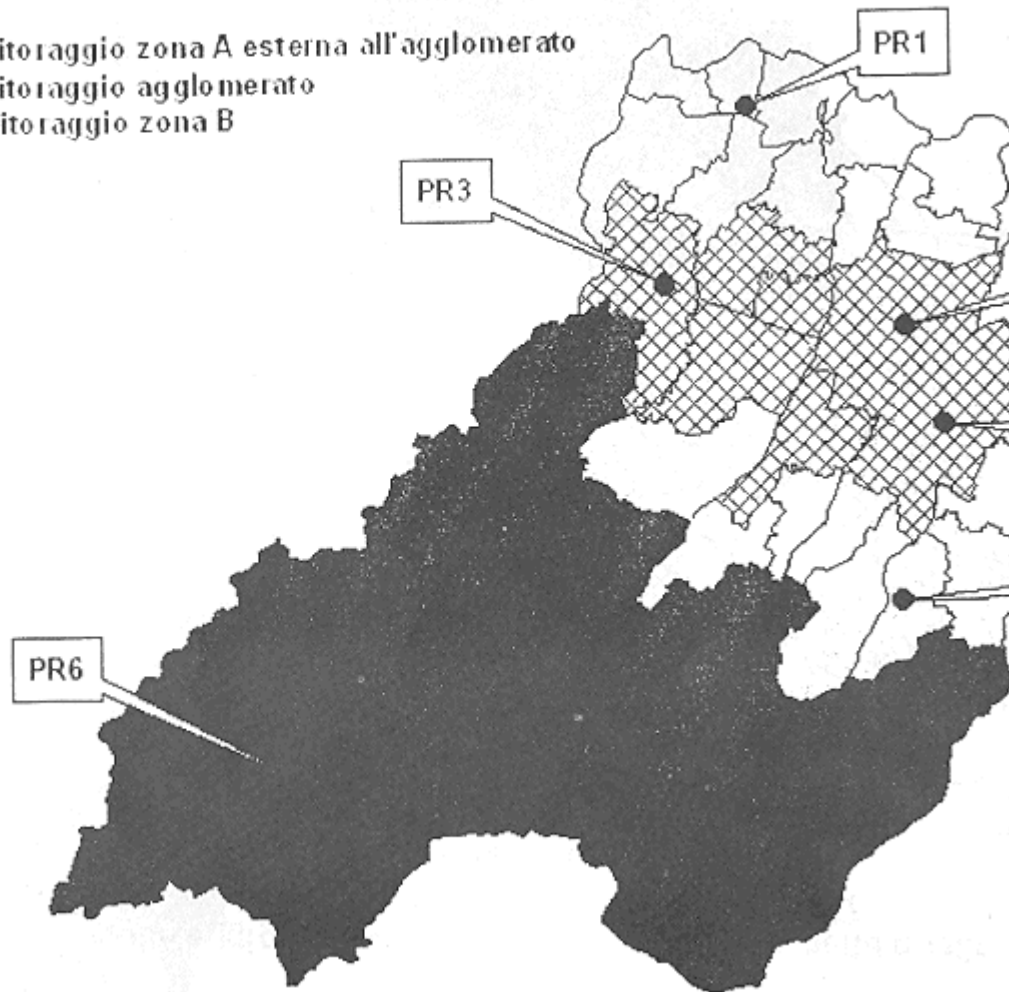 itoraggio zona A esterna all'agglomerato
itoraggio agglomerato
itoraggio zona B
PR1
PR3
PR6